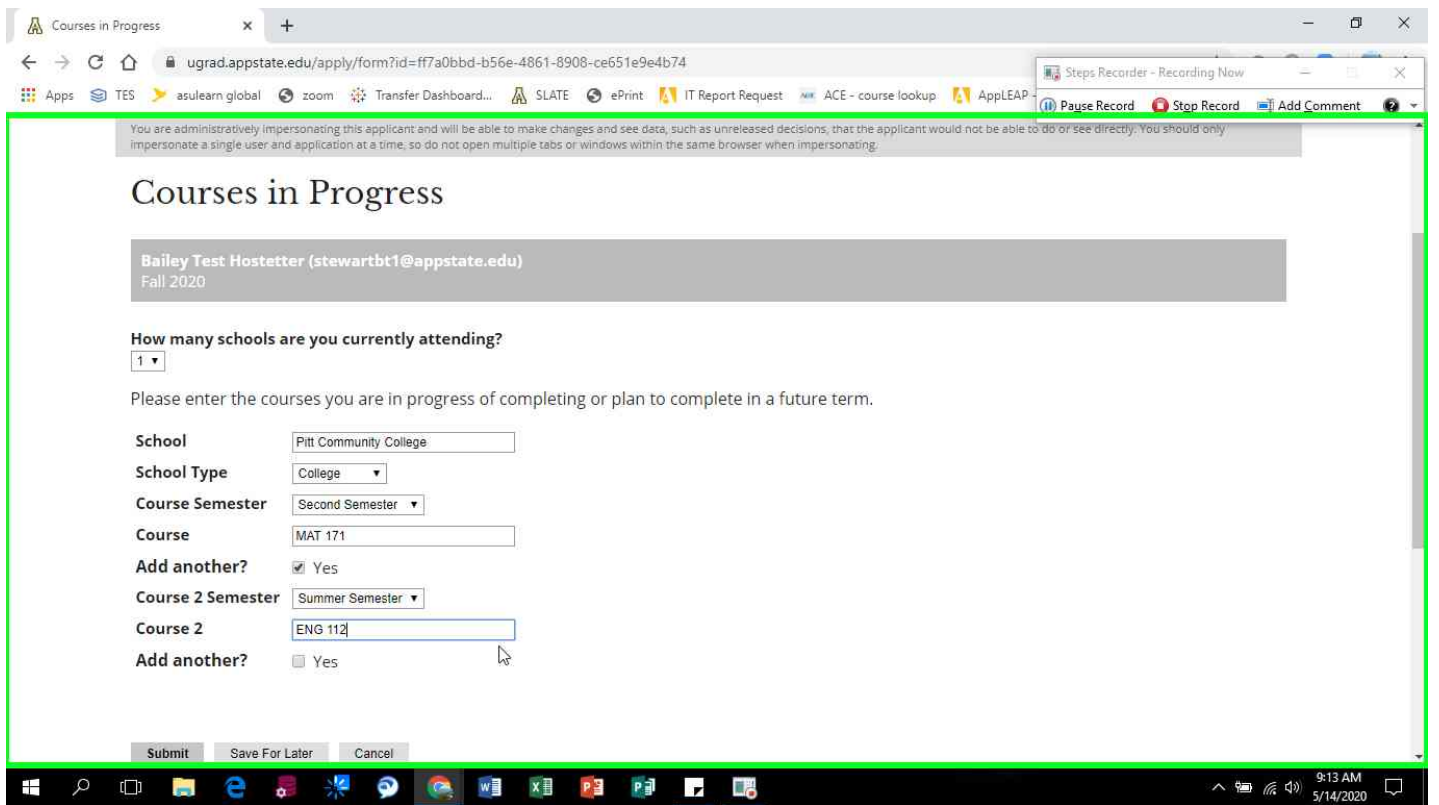 Courses in Progress
ugrad.appstate.edu/apply/form?id=ff7a0bbd-b56e-4861-8908-ce651e9e4b74
Steps Recorder - Recording Now
Apps TES asulearn global zoom Transfer Dashboard... SLATE ePrint IT Report Request ACE - course lookup AppLEAP -
Pause Record Stop Record Add Comment
You are administratively impersonating this applicant and will be able to make changes and see data, such as unreleased decisions, that the applicant would not be able to do or see directly. You should only
impersonate a single user and application at a time, so do not open multiple tabs or windows within the same browser when impersonating.
Courses in Progress
Bailey Test Hostetter (stewartbt1@appstate.edu)
Fall 2020
How many schools are you currently attending?
1
Please enter the courses you are in progress of completing or plan to complete in a future term.
School Pitt Community College
School Type College
Course Semester Second Semester
Course MAT 171
Add another? Yes
Course 2 Semester Summer Semester
Course 2 ENG 112
Add another? Yes
Submit Save For Later Cancel
9:13 AM
5/14/2020